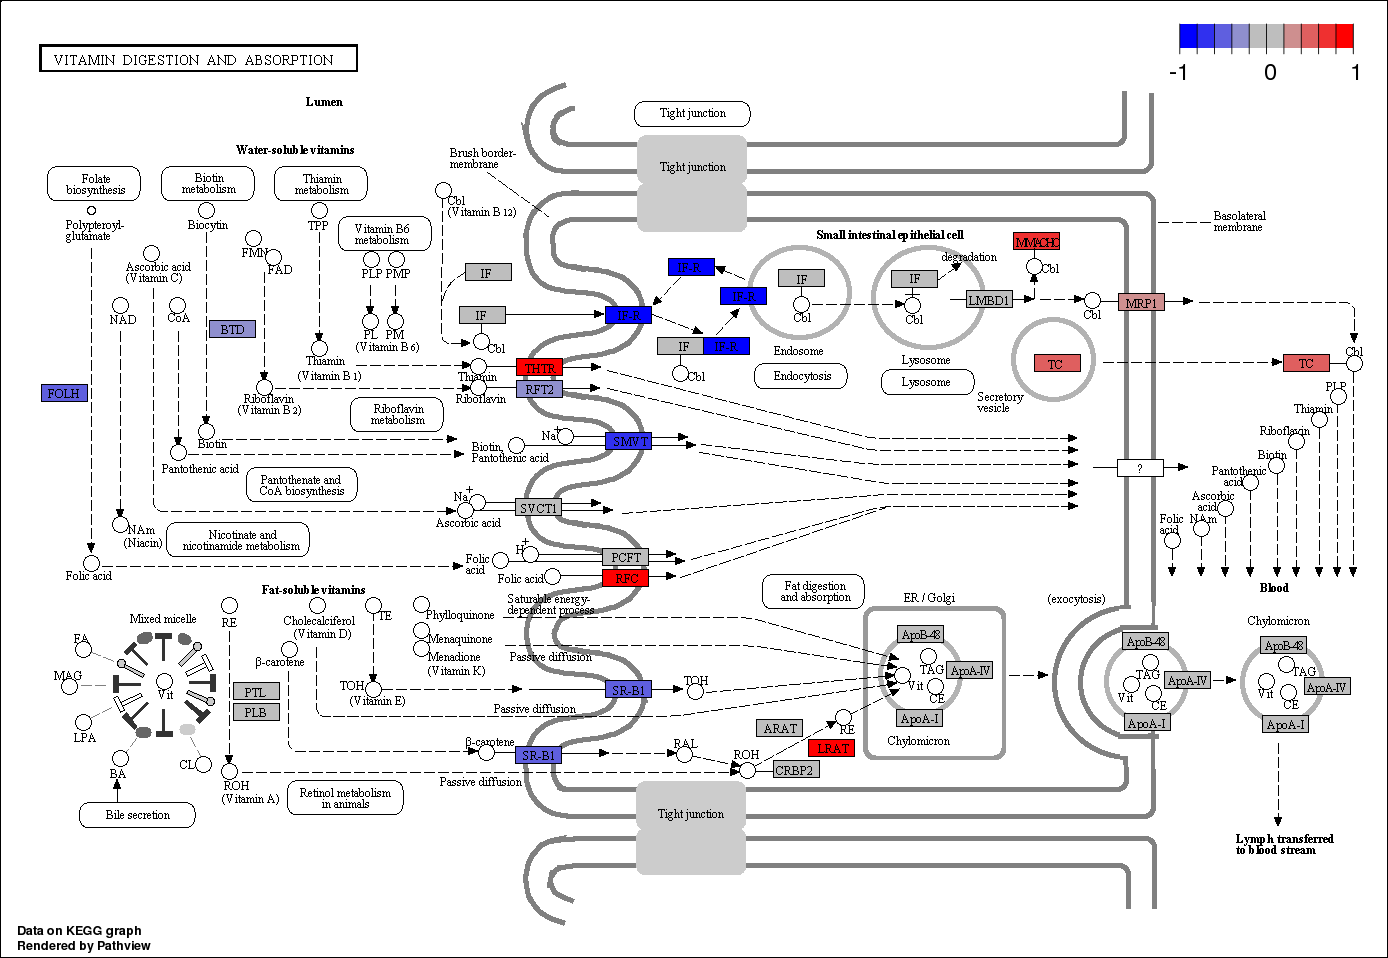 VITAMIN DIGESTION AND ABSORPTION
-1
0
1
Lumen
Tight junction
Tight junction
Water-soluble vitamins
Brush border-
membrane
Folate
biosynthesis
Biotin
metabolism
Thiamin
metabolism
Cbl
(Vitamin B 12)
Polypteroyl-
glutamate
Biocytin
TPP
Vitamin B6
metabolism
Basolateral
membrane
Small intestinal epithelial cell
MMACHC
Ascorbic acid
(Vitamin C)
FMN
FAD
PLP
PMP
IF
IF-R
IF
IF
degradation
Cbl
NAD
CoA
BTD
PL
PM
(Vitamin B 6)
IF
Cbl
IF-R
IF-R
IF
IF-R
Cbl
Cbl
Cbl
LMBD1
Cbl
MRP1
Endosome
Endocytosis
Lysosome
Lysosome
Secretory
vesicle
TC
TC
Cbl
Thiamin
(Vitamin B 1)
Thiamin
THTR
Riboflavin
RFT2
FOLH
Riboflavin
(Vitamin B 2)
Riboflavin
metabolism
PLP
Thiamin
Riboflavin
Biotin
Pantothenic
acid
Ascorbic
acid
NAm
Folic
acid
Biotin
Na
+
Biotin,
Pantothenic acid
SMVT
?
Pantothenic acid
Pantothenate and
CoA biosynthesis
Na
+
Ascorbic acid
SVCT1
NAm
(Niacin)
Nicotinate and
nicotinamide metabolism
H
+
Folic
acid
PCFT
Folic acid
Folic acid
RFC
Blood
Fat-soluble vitamins
Saturable energy-
dependent process
Fat digestion
and absorption
ER / Golgi
(exocytosis)
Mixed micelle
RE
Cholecalciferol
(Vitamin D)
TE
Phylloquinone
Menaquinone
Menadione
(Vitamin K)
Passive diffusion
ApoB-48
TAG
ApoA-IV
Vit
CE
ApoA-I
Chylomicron
ApoB-48
TAG
ApoA-IV
Vit
CE
ApoA-I
Chylomicron
ApoB-48
TAG
ApoA-IV
Vit
CE
ApoA-I
FA
MAG
LPA
BA
CL
Vit
β-carotene
PTL
PLB
TOH
(Vitamin E)
SR-B1
TOH
Passive diffusion
β-carotene
SR-B1
RAL
ARAT
RE
LRAT
ROH
CRBP2
ROH
(Vitamin A)
Passive diffusion
Retinol metabolism
in animals
Bile secretion
Tight junction
Lymph transferred
to blood stream
Data on KEGG graph
Rendered by Pathview